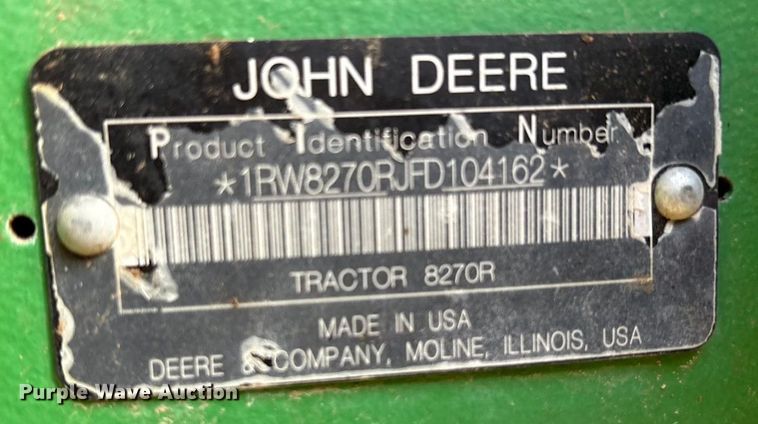 JOHN DEERE
Product Identification Number
*1RW8270RJFD104162*
TRACTOR 8270R
MADE IN USA
DEERE & COMPANY, MOLINE, ILLINOIS, USA
Purple Wave Auction